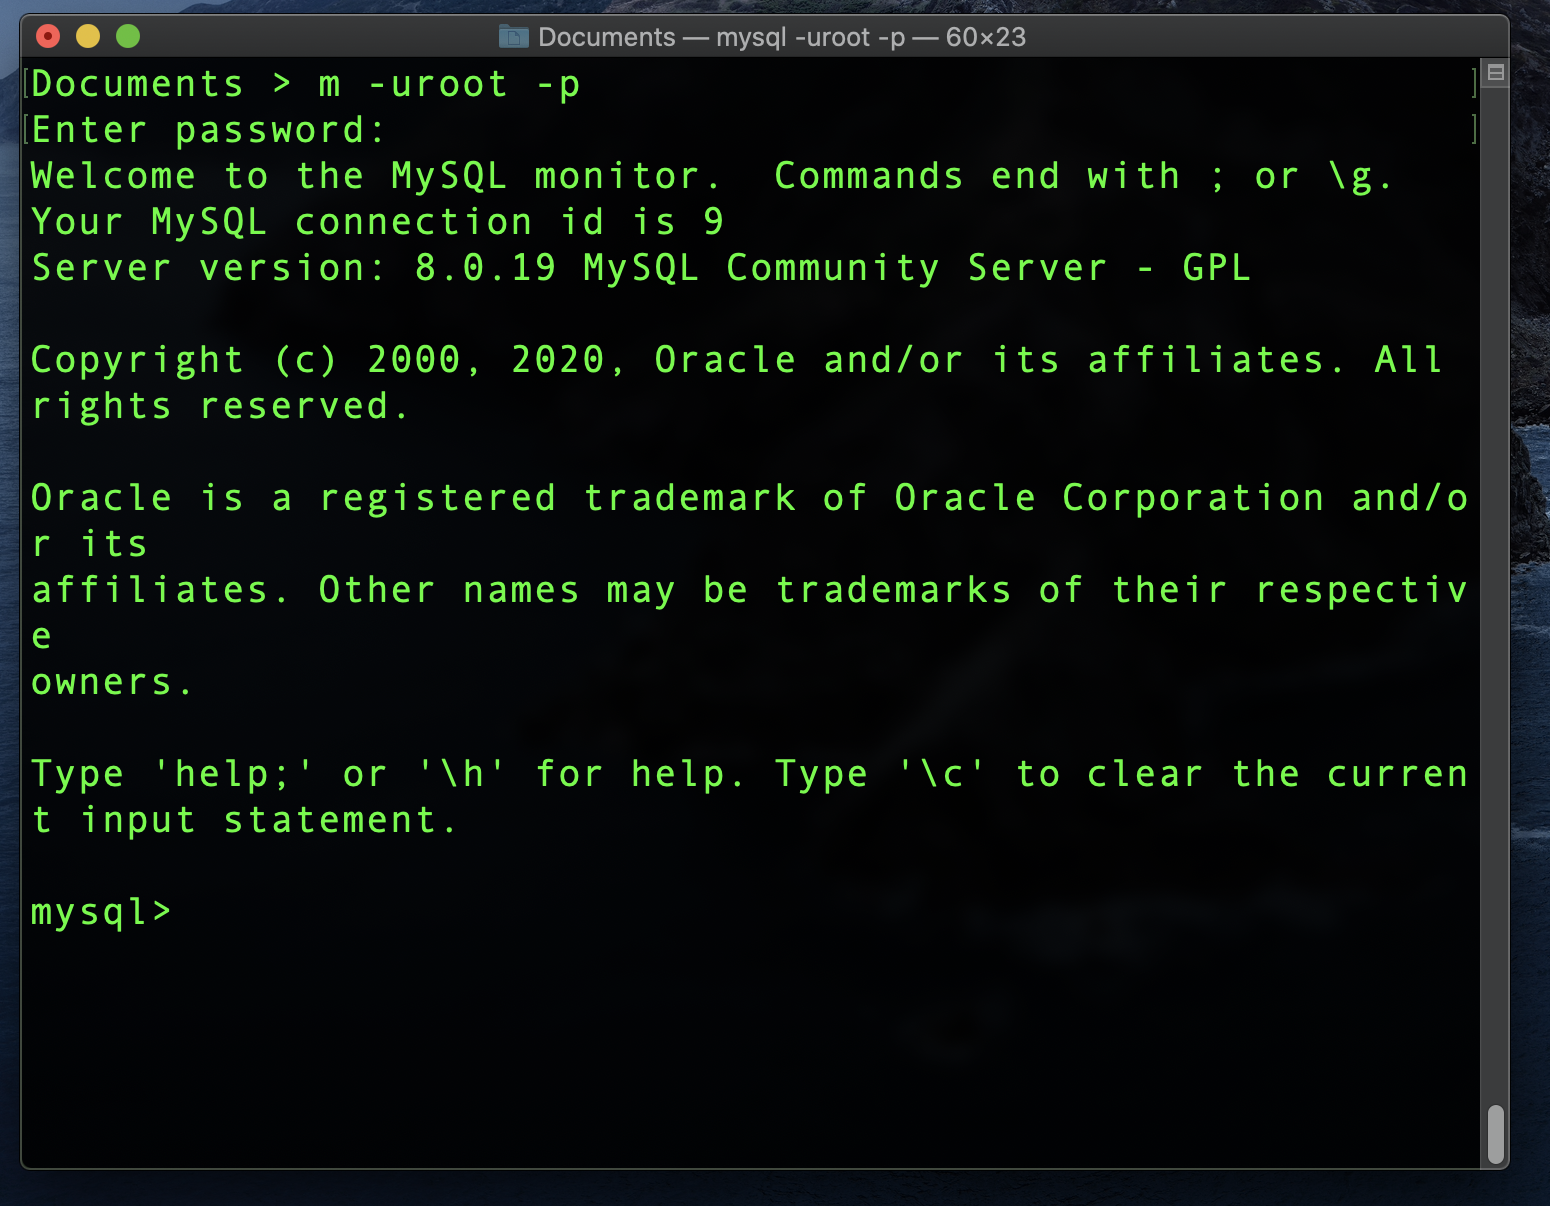 Documents — mysql -uroot -p — 60×23
[Documents > m -uroot -p ]
[Enter password: ]
Welcome to the MySQL monitor.  Commands end with ; or \g.
Your MySQL connection id is 9
Server version: 8.0.19 MySQL Community Server - GPL
Copyright (c) 2000, 2020, Oracle and/or its affiliates. All
rights reserved.
Oracle is a registered trademark of Oracle Corporation and/o
r its
affiliates. Other names may be trademarks of their respectiv
e
owners.
Type 'help;' or '\h' for help. Type '\c' to clear the curren
t input statement.
mysql>